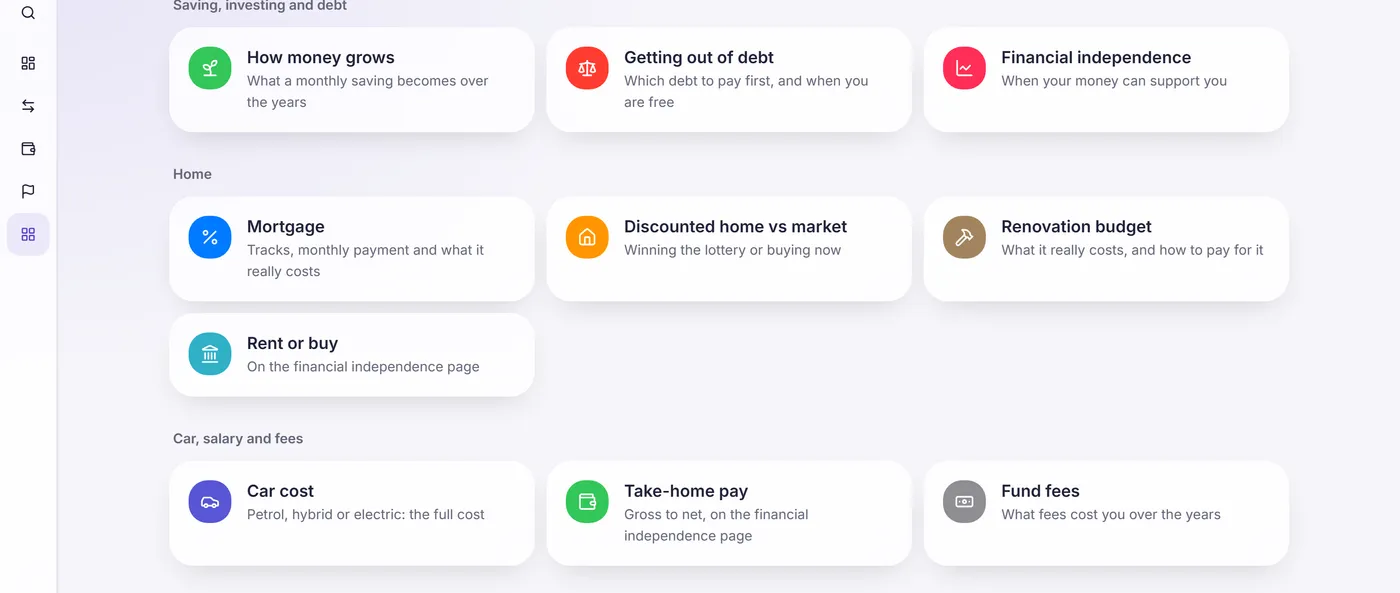 Saving, investing and debt
How money grows
What a monthly saving becomes over
the years
Getting out of debt
Which debt to pay first, and when you
are free
Financial independence
When your money can support you
Home
Mortgage
Tracks, monthly payment and what it
really costs
Discounted home vs market
Winning the lottery or buying now
Renovation budget
What it really costs, and how to pay for it
Rent or buy
On the financial independence page
Car, salary and fees
Car cost
Petrol, hybrid or electric: the full cost
Take-home pay
Gross to net, on the financial
independence page
Fund fees
What fees cost you over the years